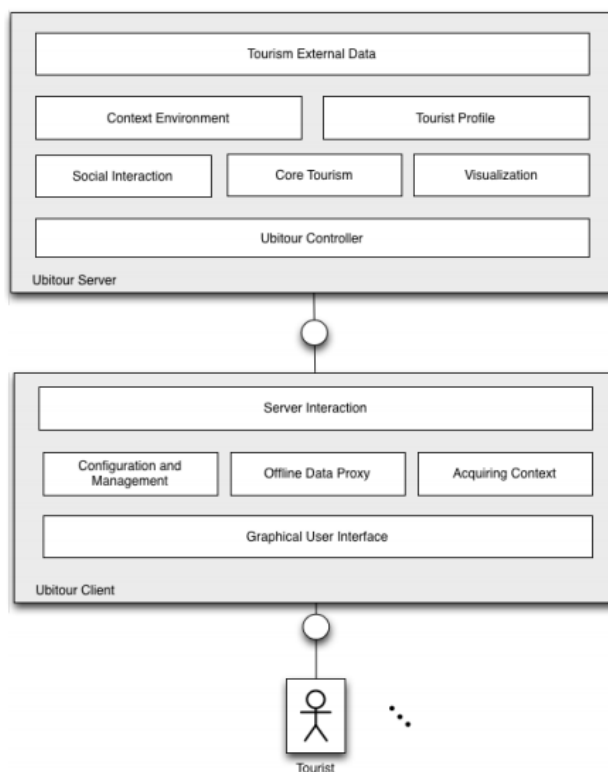 Tourism External Data
Context Environment
Tourist Profile
Social Interaction
Core Tourism
Visualization
Ubitour Controller
Ubitour Server
Server Interaction
Configuration and
Management
Offline Data Proxy
Acquiring Context
Graphical User Interface
Ubitour Client
Tourist